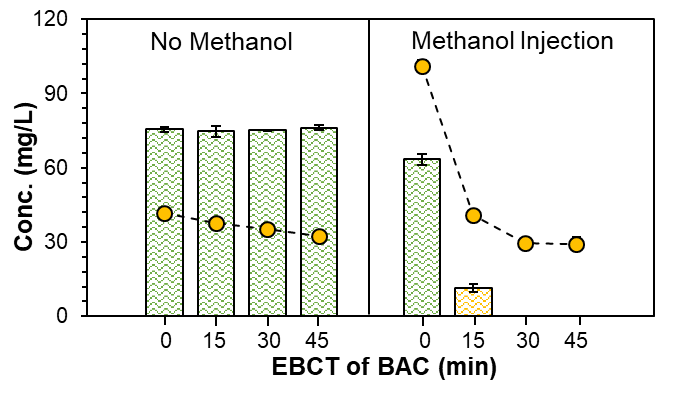 No Methanol
Methanol Injection
Conc. (mg/L)
120
90
60
30
0
0 15 30 45 0 15 30 45
EBCT of BAC (min)